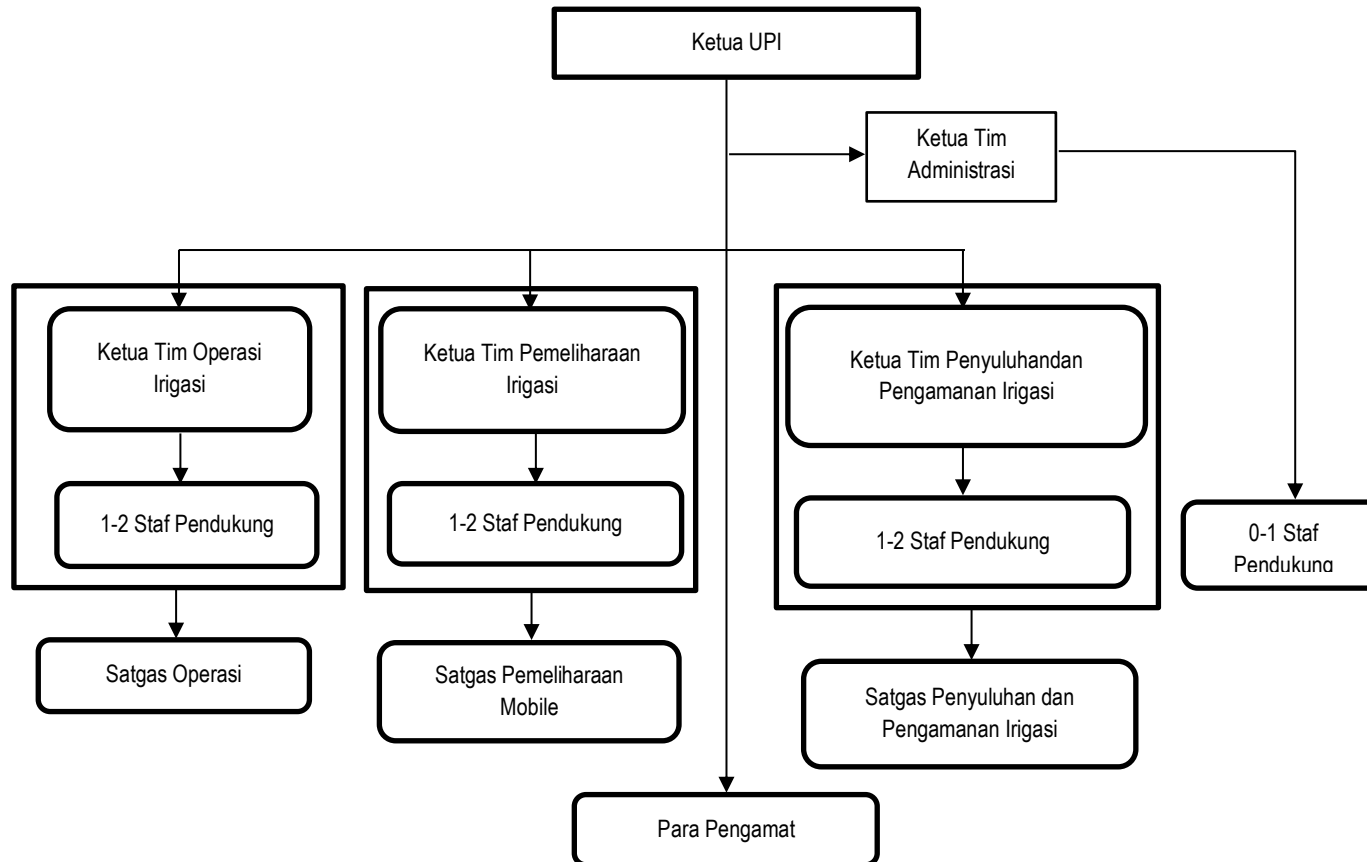 Ketua UPI
Ketua Tim
Administrasi
Ketua Tim Operasi
Irigasi
Ketua Tim Pemeliharaan
Irigasi
Ketua Tim Penyuluhandan
Pengamanan Irigasi
1-2 Staf Pendukung
1-2 Staf Pendukung
1-2 Staf Pendukung
0-1 Staf
Pendukung
Satgas Operasi
Satgas Pemeliharaan
Mobile
Satgas Penyuluhan dan
Pengamanan Irigasi
Para Pengamat